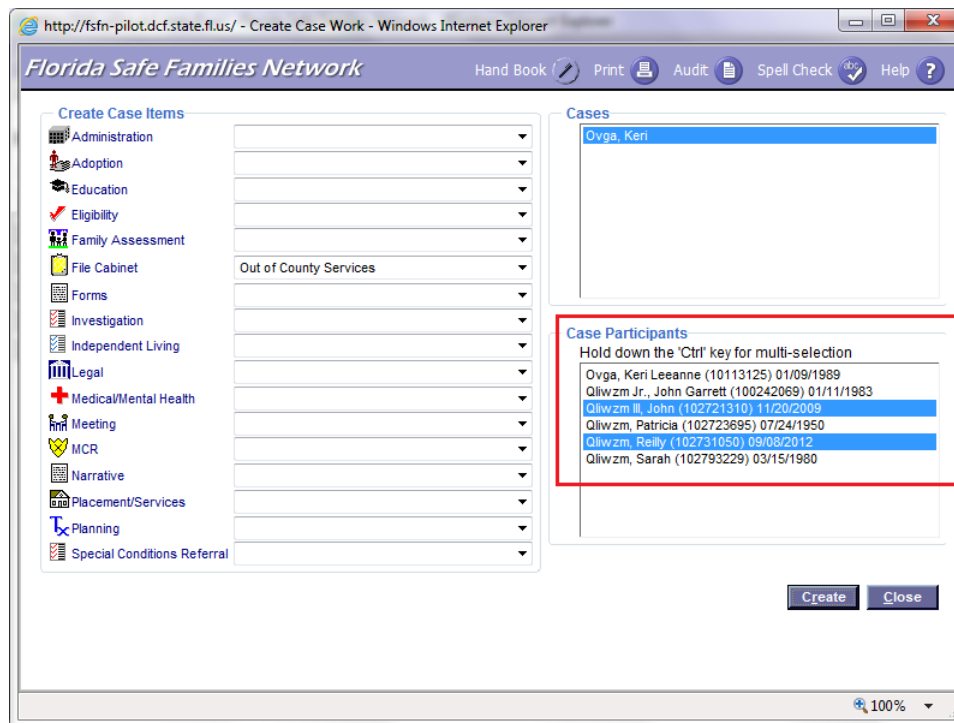 http://fsfn-pilot.dcf.state.fl.us/ - Create Case Work - Windows Internet Explorer
Florida Safe Families Network Hand Book Print Audit Spell Check abc Help ?
Create Case Items
Administration
Adoption
Education
Eligibility
Family Assessment
File Cabinet Out of County Services
Forms
Investigation
Independent Living
Legal
Medical/Mental Health
Meeting
MCR
Narrative
Placement/Services
Planning
Special Conditions Referral
Cases
Ovga, Keri
Case Participants
Hold down the 'Ctrl' key for multi-selection
Ovga, Keri Leeanne (10113125) 01/09/1989
Qliwzm Jr., John Garrett (100242069) 01/11/1983
Qliwzm III, John (102721310) 11/20/2009
Qliwzm, Patricia (102723695) 07/24/1950
Qliwzm, Reilly (102731050) 09/08/2012
Qliwzm, Sarah (102793229) 03/15/1980
Create Close
100%